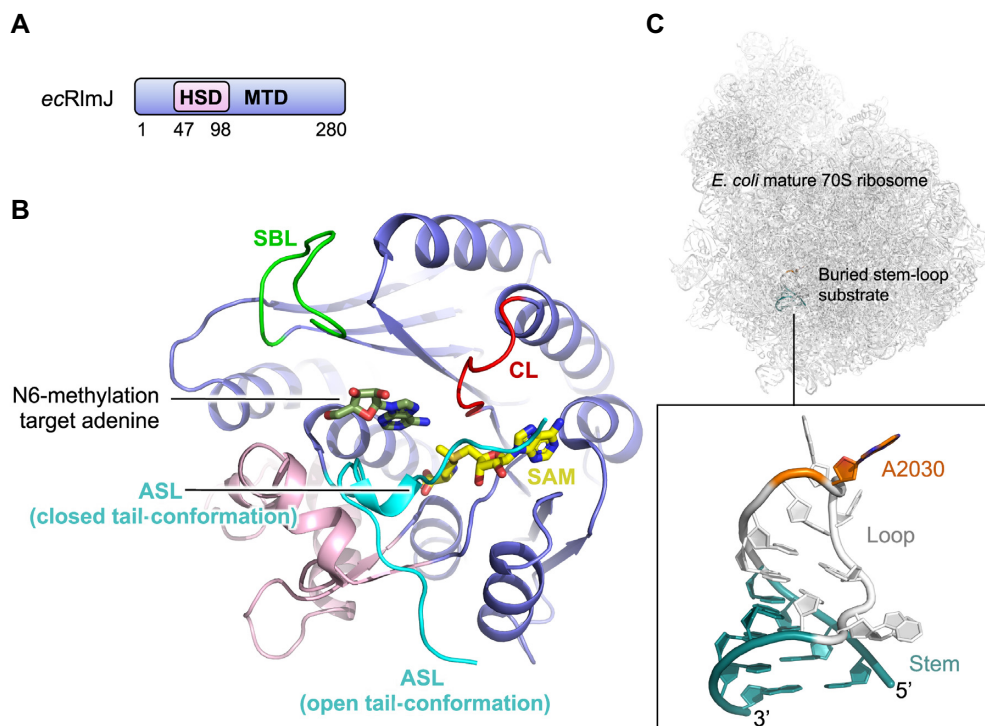 A
ecRlmJ
HSD
MTD
1
47
98
280
B
SBL
CL
N6-methylation
target adenine
SAM
ASL
(closed tail-conformation)
ASL
(open tail-conformation)
C
E. coli mature 70S ribosome
Buried stem-loop
substrate
A2030
Loop
Stem
5’
3’